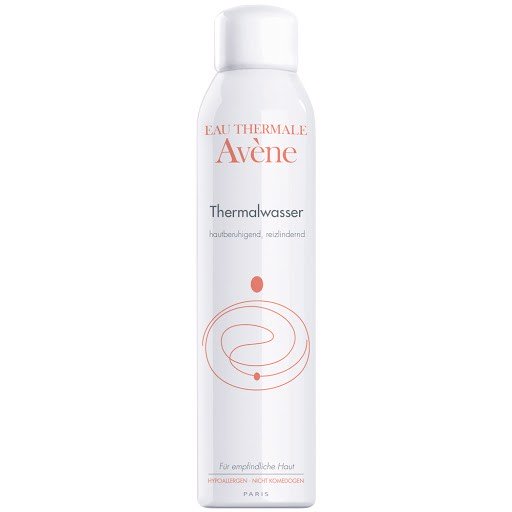 EAU THERMALE
Avène
Thermalwasser
hautberuhigend, reizlindernd
Für empfindliche Haut
HYPOALLERGEN · NICHT KOMEDOGEN
PARIS